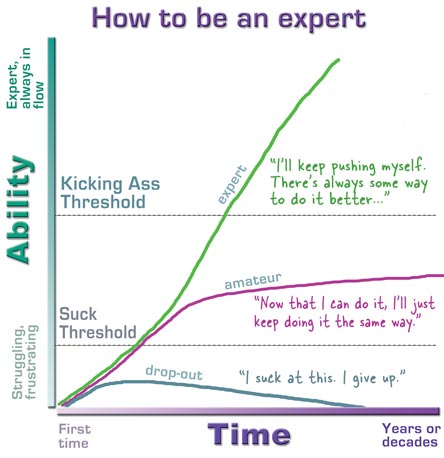 How to be an expert
Expert,
always in
flow
Ability
Struggling,
frustrating
Kicking Ass
Threshold
expert
"I'll keep pushing myself.
There's always some way
to do it better..."
amateur
"Now that I can do it, I'll just
keep doing it the same way."
Suck
Threshold
drop-out
"I suck at this. I give up."
First
time
Time
Years or
decades